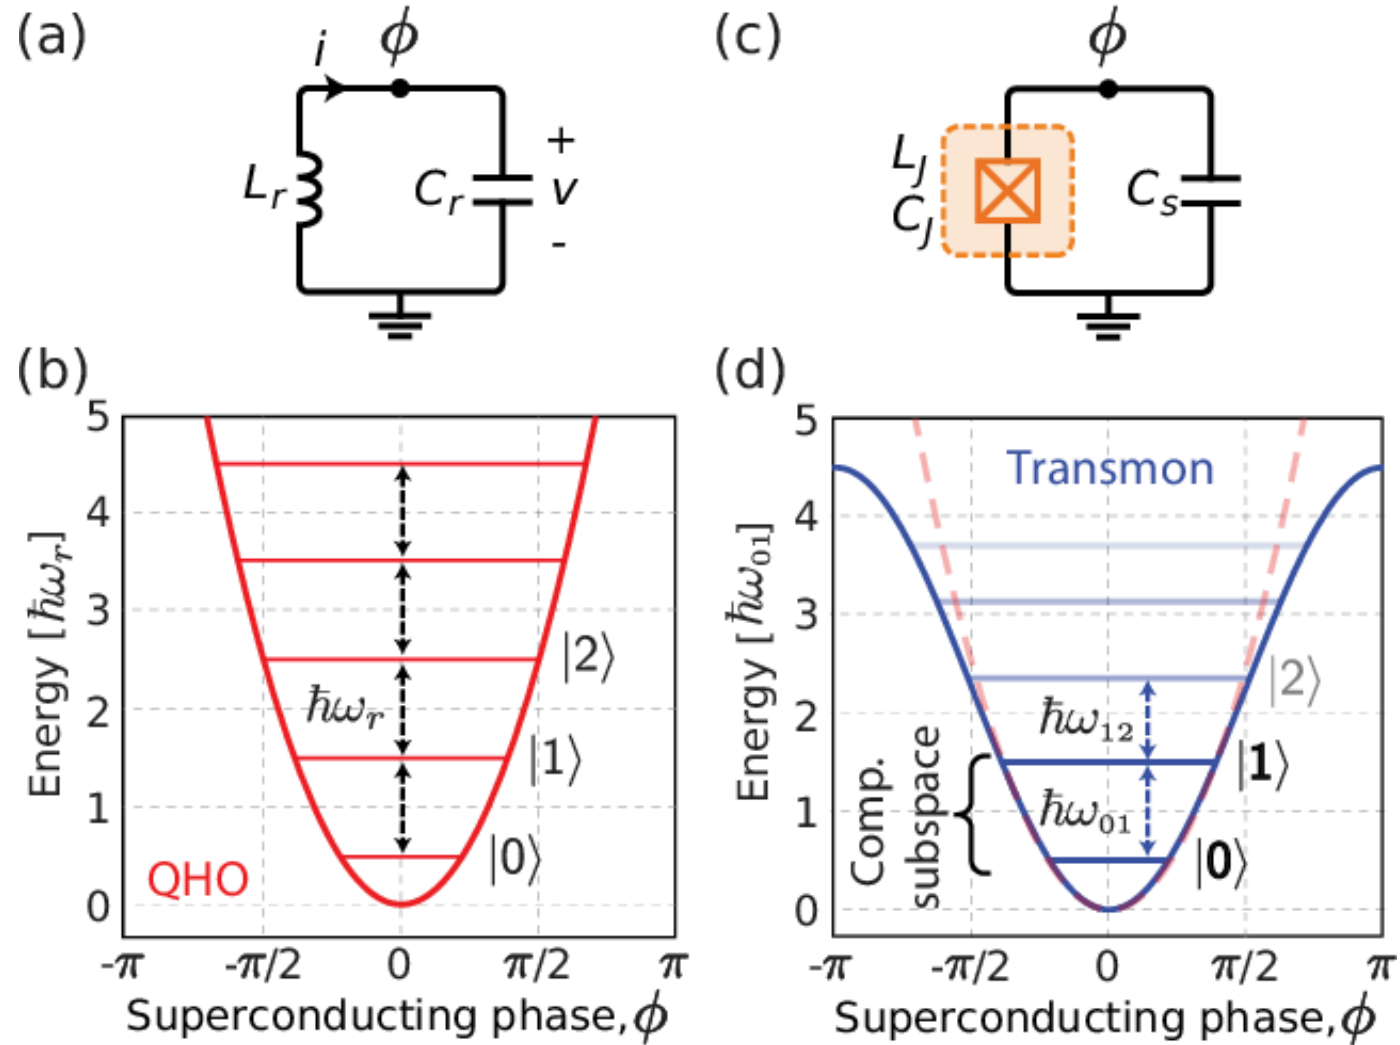 (a)
i
ϕ
L_r
C_r
+
v
-
(b)
Energy [ℏω_r]
5
4
3
2
1
0
ℏω_r
|2⟩
|1⟩
|0⟩
QHO
-π
-π/2
0
π/2
π
Superconducting phase, ϕ
(c)
ϕ
L_J
C_J
C_s
(d)
Energy [ℏω_01]
5
4
3
2
1
0
Transmon
|2⟩
ℏω_12
|1⟩
ℏω_01
|0⟩
Comp.
subspace
-π
-π/2
0
π/2
π
Superconducting phase, ϕ